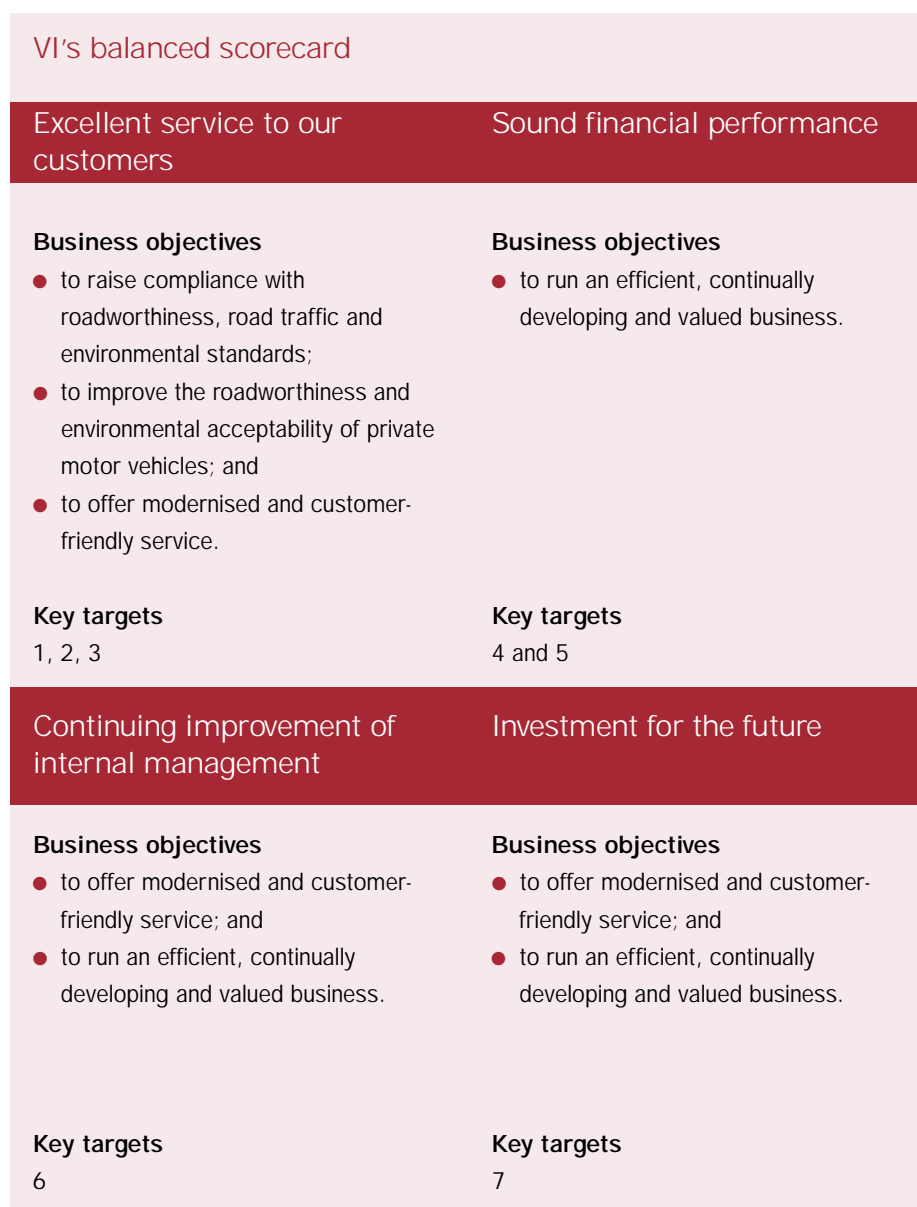 VI's balanced scorecard
Excellent service to our
customers
Business objectives
● to raise compliance with
roadworthiness, road traffic and
environmental standards;
● to improve the roadworthiness and
environmental acceptability of private
motor vehicles; and
● to offer modernised and customer-
friendly service.
Key targets
1, 2, 3
Sound financial performance
Business objectives
● to run an efficient, continually
developing and valued business.
Key targets
4 and 5
Continuing improvement of
internal management
Business objectives
● to offer modernised and customer-
friendly service; and
● to run an efficient, continually
developing and valued business.
Key targets
6
Investment for the future
Business objectives
● to offer modernised and customer-
friendly service; and
● to run an efficient, continually
developing and valued business.
Key targets
7